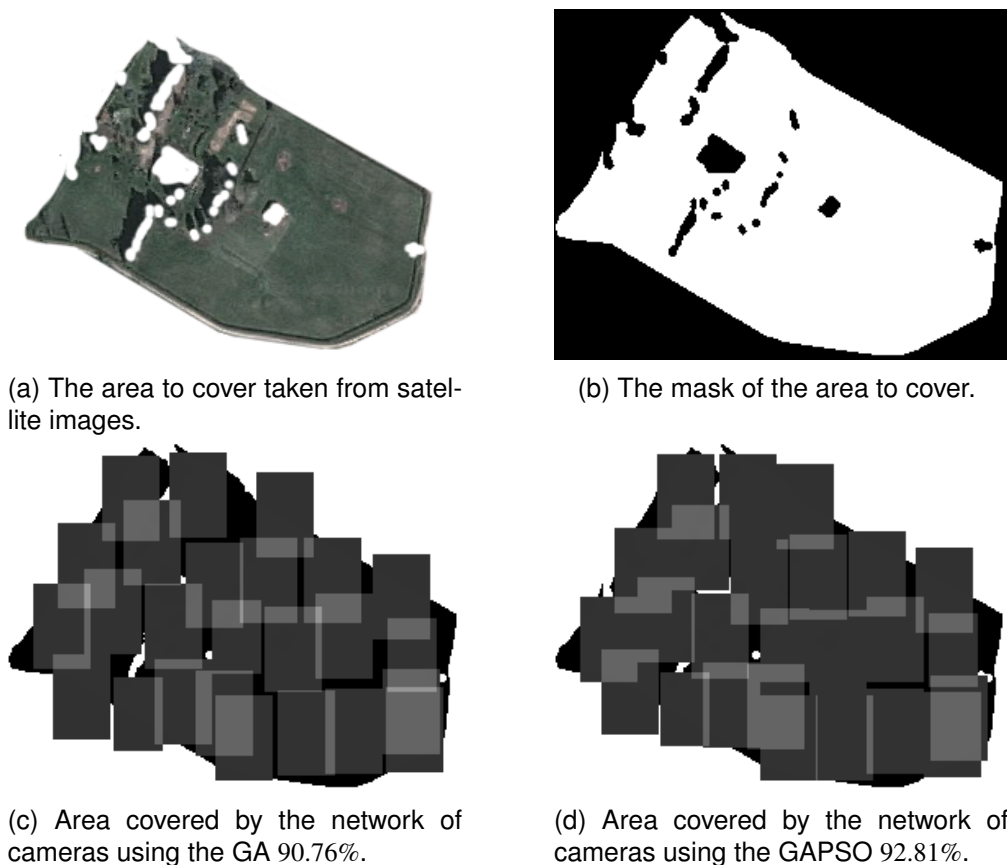 (a) The area to cover taken from satel-
lite images.
(b) The mask of the area to cover.
(c) Area covered by the network of
cameras using the GA 90.76%.
(d) Area covered by the network of
cameras using the GAPSO 92.81%.